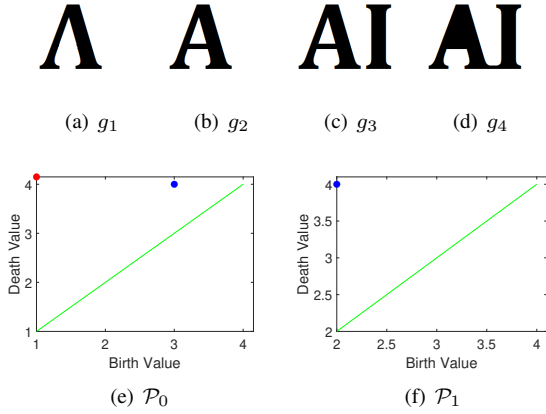 Λ A AI AI
(a) g1 (b) g2 (c) g3 (d) g4
4
3
2
1
1 2 3 4
Death Value
Birth Value
(e) P0
4
3.5
3
2.5
2
2 2.5 3 3.5 4
Death Value
Birth Value
(f) P1